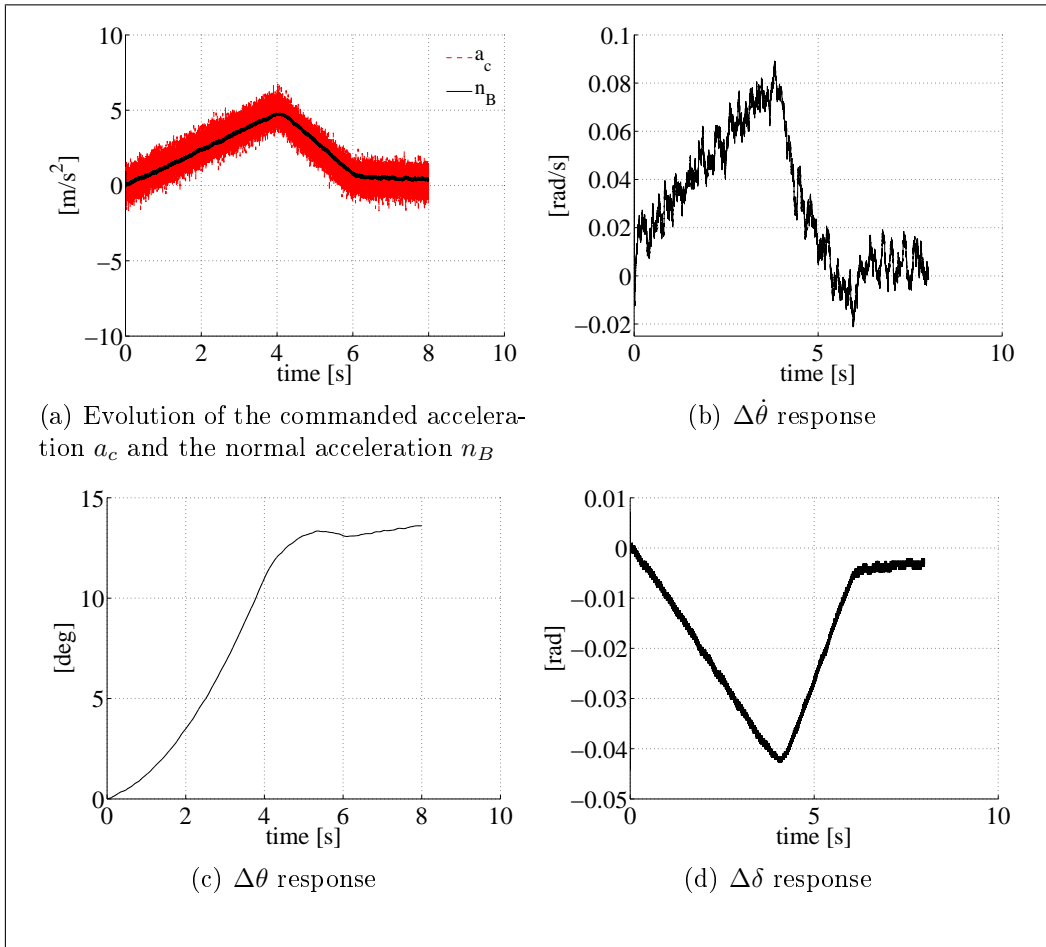 10
5
0
−5
−10
[m/s²]
0 2 4 6 8 10
time [s]
a_c
n_B
(a) Evolution of the commanded accelera-
tion a_c and the normal acceleration n_B
0.1
0.08
0.06
0.04
0.02
0
−0.02
[rad/s]
0 5 10
time [s]
(b) Δθ̇ response
15
10
5
0
[deg]
0 2 4 6 8 10
time [s]
(c) Δθ response
0.01
0
−0.01
−0.02
−0.03
−0.04
−0.05
[rad]
0 5 10
time [s]
(d) Δδ response